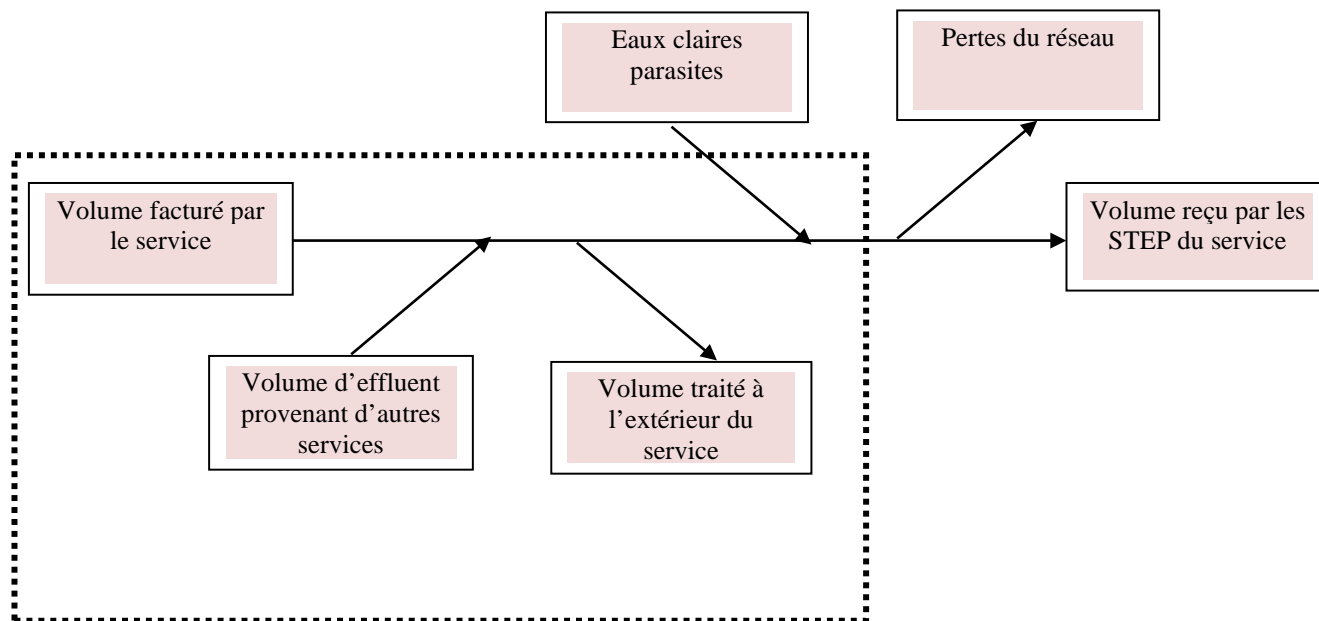 Eaux claires
parasites
Pertes du réseau
Volume facturé par
le service
Volume reçu par les
STEP du service
Volume d’effluent
provenant d’autres
services
Volume traité à
l’extérieur du
service